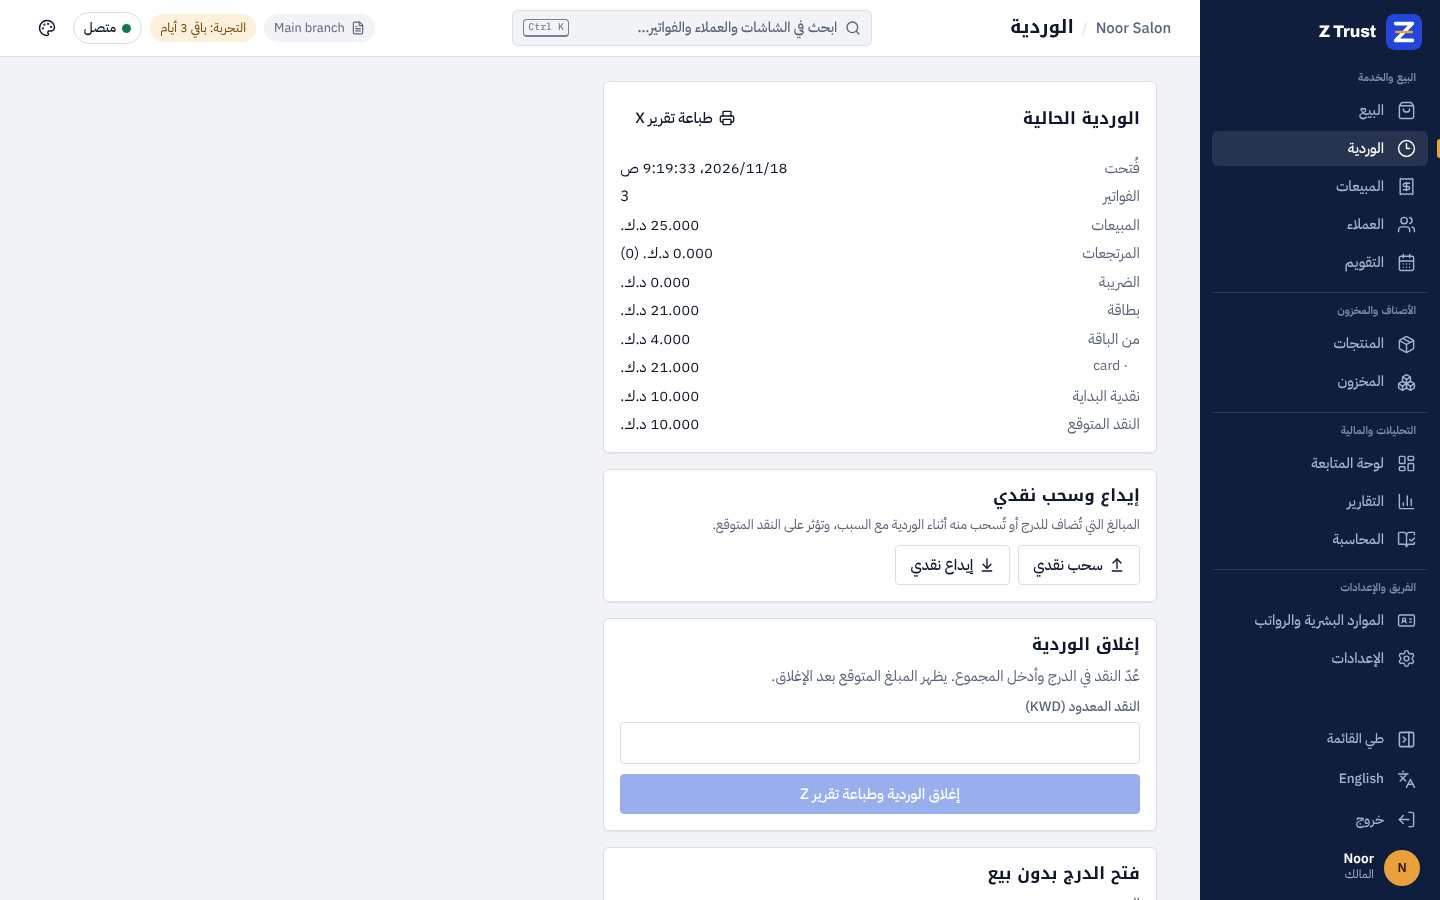 Z Trust
البيع والخدمة
البيع
الوردية
المبيعات
العملاء
التقويم
الأصناف والمخزون
المنتجات
المخزون
التحليلات والمالية
لوحة المتابعة
التقارير
المحاسبة
الفريق والإعدادات
الموارد البشرية والرواتب
الإعدادات
طي القائمة
English
خروج
N
Noor
المالك
Noor Salon / الوردية
ابحث في الشاشات والعملاء والفواتير... Ctrl K
Main branch
التجربة: باقي 3 أيام
متصل
الوردية الحالية
طباعة تقرير X
فُتحت 2026/11/18، 9:19:33 ص
الفواتير 3
المبيعات 25.000 د.ك.
المرتجعات 0.000 د.ك. (0)
الضريبة 0.000 د.ك.
بطاقة 21.000 د.ك.
من الباقة 4.000 د.ك.
· card 21.000 د.ك.
نقدية البداية 10.000 د.ك.
النقد المتوقع 10.000 د.ك.
إيداع وسحب نقدي
المبالغ التي تُضاف للدرج أو تُسحب منه أثناء الوردية مع السبب، وتؤثر على النقد المتوقع.
سحب نقدي
إيداع نقدي
إغلاق الوردية
عُدّ النقد في الدرج وأدخل المجموع. يظهر المبلغ المتوقع بعد الإغلاق.
النقد المعدود (KWD)
إغلاق الوردية وطباعة تقرير Z
فتح الدرج بدون بيع